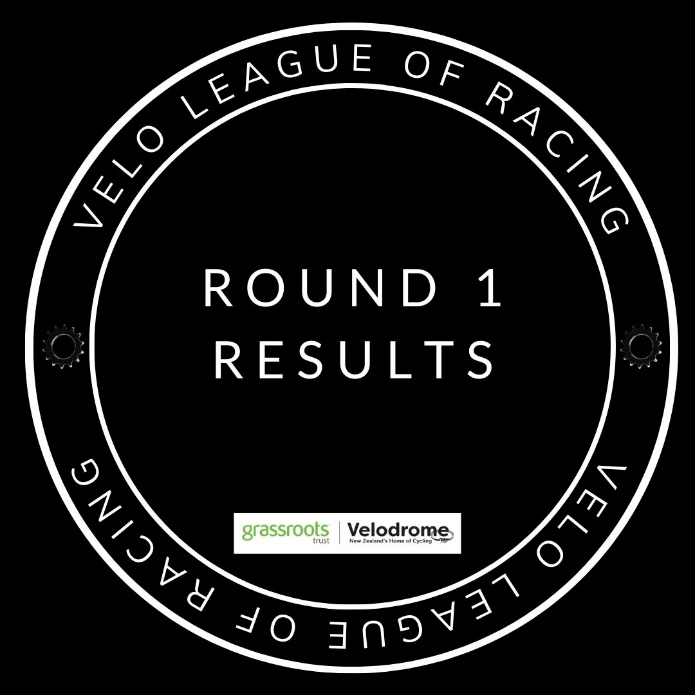 VELO LEAGUE OF RACING
ROUND 1
RESULTS
grassroots
trust
Velodrome
New Zealand's Home of Cycling
VELO LEAGUE OF RACING